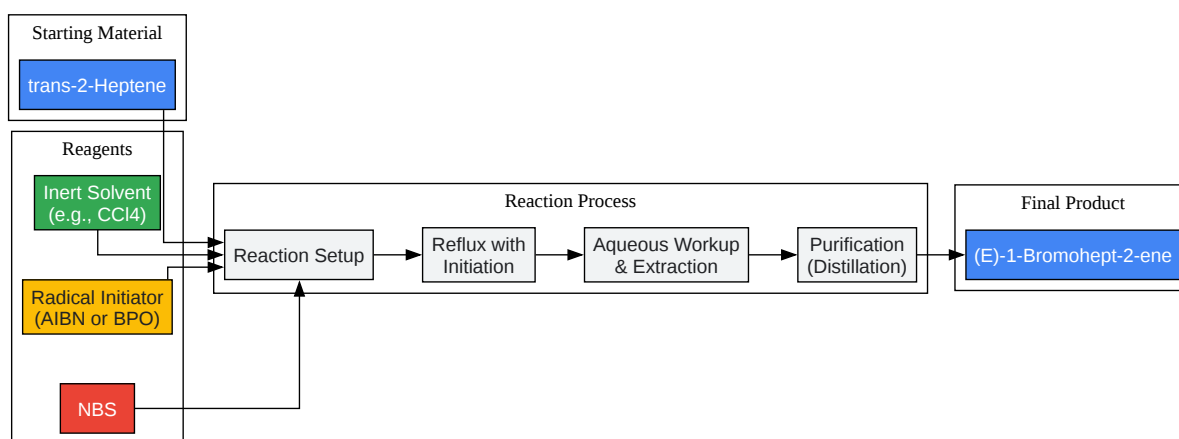 Starting Material
trans-2-Heptene
Reagents
Inert Solvent
(e.g., CCl4)
Radical Initiator
(AIBN or BPO)
NBS
Reaction Process
Reaction Setup
Reflux with
Initiation
Aqueous Workup
& Extraction
Purification
(Distillation)
Final Product
(E)-1-Bromohept-2-ene